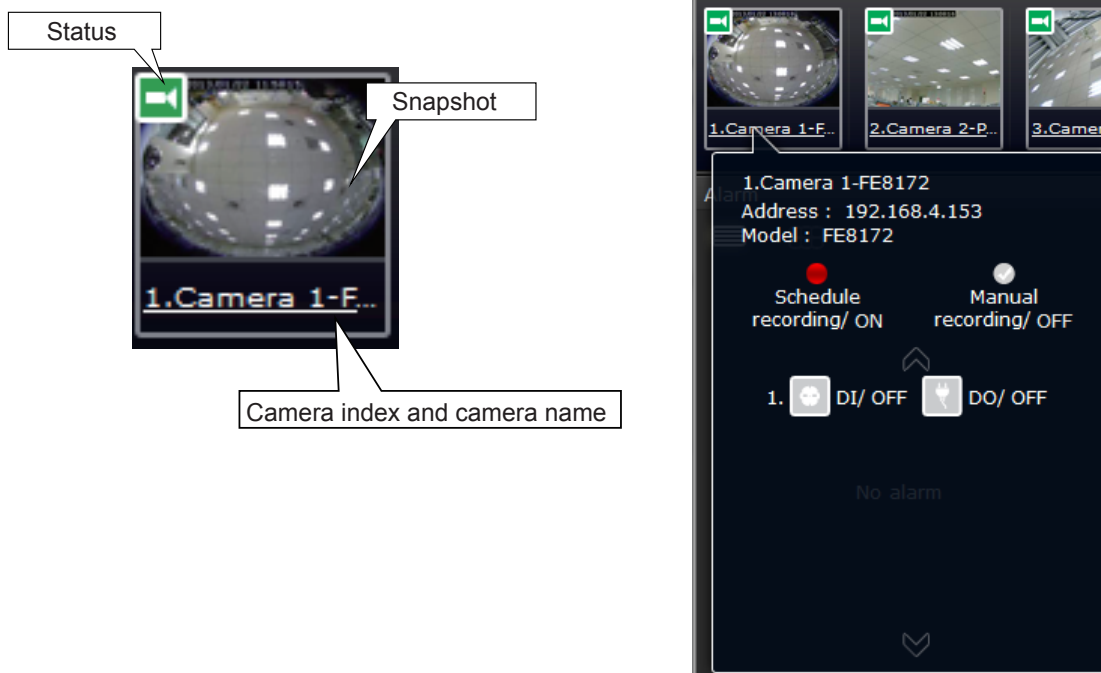 Status
Snapshot
1.Camera 1-F...
Camera index and camera name
1.Camera 1-F...
2.Camera 2-P...
3.Camer
Alarm
1.Camera 1-FE8172
Address : 192.168.4.153
Model : FE8172
Schedule
recording/ ON
Manual
recording/ OFF
1. DI/ OFF DO/ OFF
No alarm